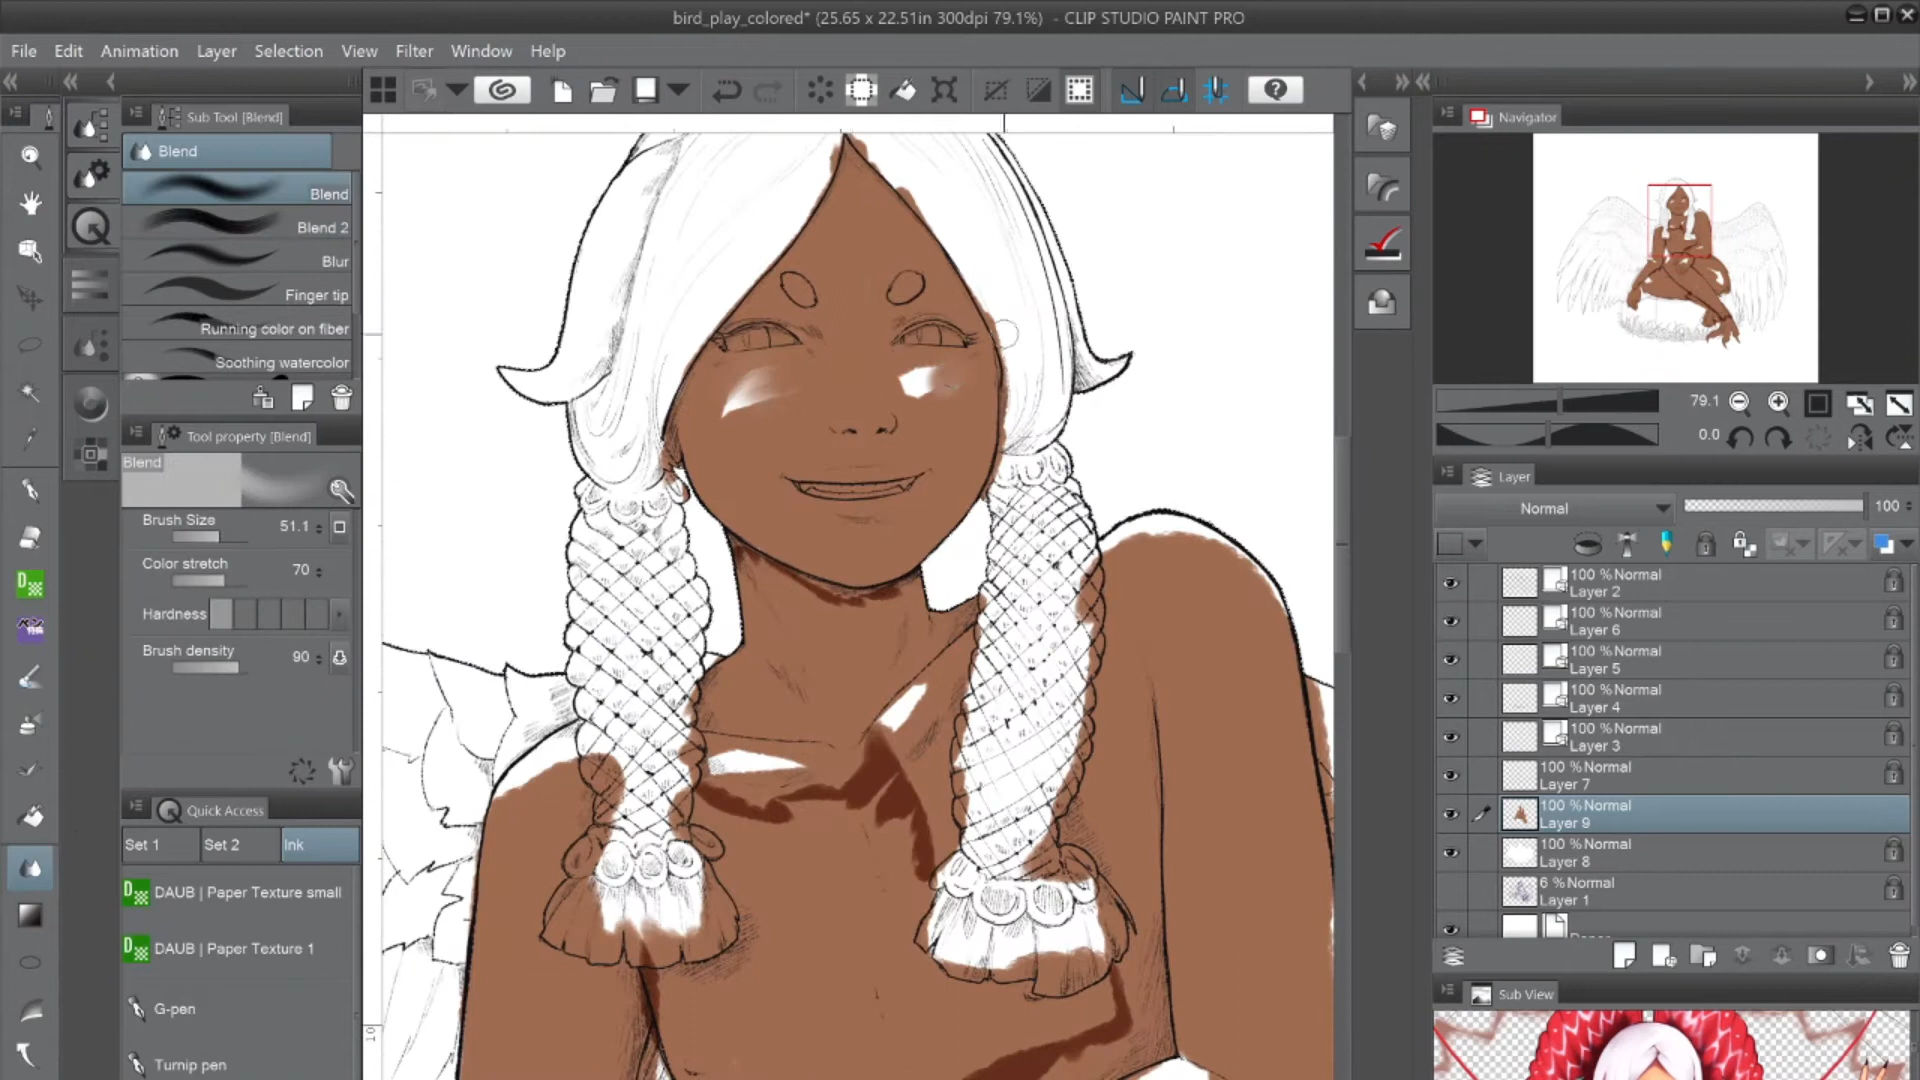 bird_play_colored* (25.65 x 22.51in 300dpi 79.1%) - CLIP STUDIO PAINT PRO
File Edit Animation Layer Selection View Filter Window Help
Sub Tool [Blend]
Blend
Blend
Blend 2
Blur
Finger tip
Running color on fiber
Soothing watercolor
Tool property [Blend]
Blend
Brush Size 51.1
Color stretch 70
Hardness
Brush density 90
Quick Access
Set 1 Set 2 Ink
DAUB | Paper Texture small
DAUB | Paper Texture 1
G-pen
Turnip pen
10
Navigator
79.1
0.0
Layer
Normal 100
100 % Normal
Layer 2
100 % Normal
Layer 6
100 % Normal
Layer 5
100 % Normal
Layer 4
100 % Normal
Layer 3
100 % Normal
Layer 7
100 % Normal
Layer 9
100 % Normal
Layer 8
6 % Normal
Layer 1
Sub View